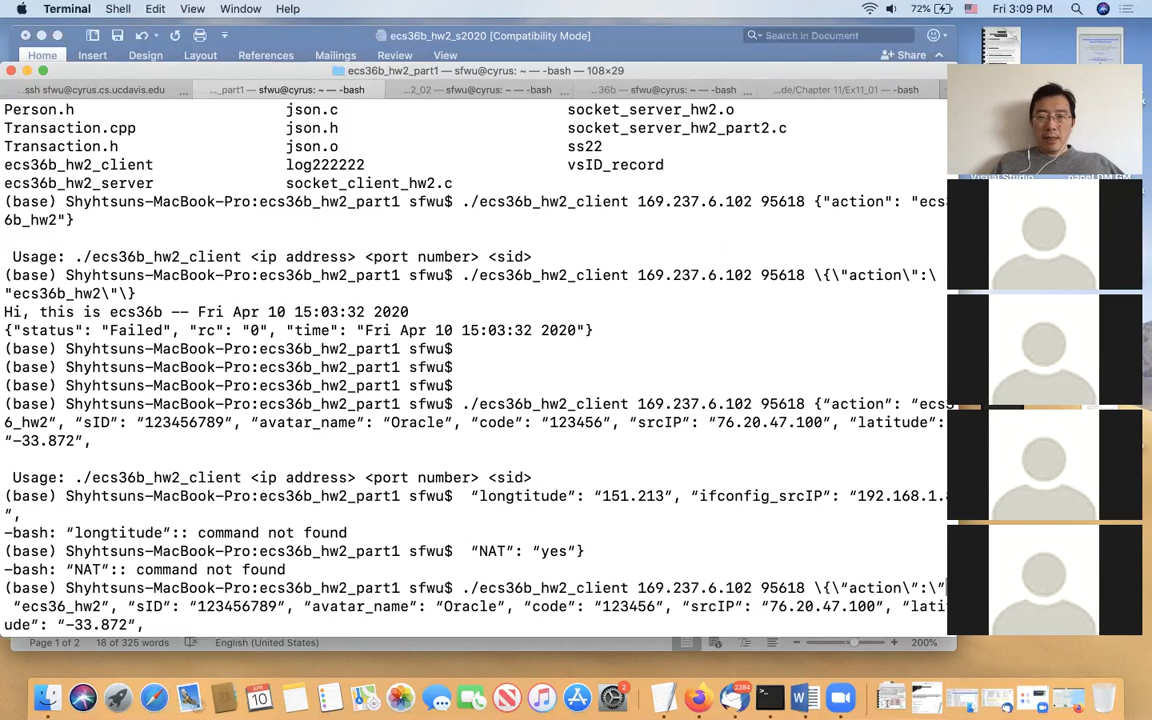 Terminal Shell Edit View Window Help 72% Fri 3:09 PM
ecs36b_hw2_s2020 [Compatibility Mode] Search in Document
Home Insert Draw Design Layout References Mailings Review View Share
ecs36b_hw2_part1 — sfwu@cyrus: ~ — -bash — 108×29
...ssh sfwu@cyrus.cs.ucdavis.edu ... ..._part1 — sfwu@cyrus: ~ — -bash ...2_02 — sfwu@cyrus: ~ — -bash ... ...36b — sfwu@cyrus: ~ — -bash ... ...de/Chapter 11/Ex11_01 — -bash
Person.h json.c socket_server_hw2.o
Transaction.cpp json.h socket_server_hw2_part2.c
Transaction.h json.o ss22
ecs36b_hw2_client log222222 vsID_record
ecs36b_hw2_server socket_client_hw2.c
(base) Shyhtsuns-MacBook-Pro:ecs36b_hw2_part1 sfwu$ ./ecs36b_hw2_client 169.237.6.102 95618 {"action": "ecs
6b_hw2"}
Usage: ./ecs36b_hw2_client <ip address> <port number> <sid>
(base) Shyhtsuns-MacBook-Pro:ecs36b_hw2_part1 sfwu$ ./ecs36b_hw2_client 169.237.6.102 95618 \{\"action\":\
"ecs36b_hw2\"\}
Hi, this is ecs36b -- Fri Apr 10 15:03:32 2020
{"status": "Failed", "rc": "0", "time": "Fri Apr 10 15:03:32 2020"}
(base) Shyhtsuns-MacBook-Pro:ecs36b_hw2_part1 sfwu$
(base) Shyhtsuns-MacBook-Pro:ecs36b_hw2_part1 sfwu$
(base) Shyhtsuns-MacBook-Pro:ecs36b_hw2_part1 sfwu$
(base) Shyhtsuns-MacBook-Pro:ecs36b_hw2_part1 sfwu$ ./ecs36b_hw2_client 169.237.6.102 95618 {“action”: “ecs
6_hw2”, “sID”: “123456789”, “avatar_name”: “Oracle”, “code”: “123456”, “srcIP”: “76.20.47.100”, “latitude”:
“-33.872”,
Usage: ./ecs36b_hw2_client <ip address> <port number> <sid>
(base) Shyhtsuns-MacBook-Pro:ecs36b_hw2_part1 sfwu$ “longtitude”: “151.213”, “ifconfig_srcIP”: “192.168.1.
”,
-bash: “longtitude”:: command not found
(base) Shyhtsuns-MacBook-Pro:ecs36b_hw2_part1 sfwu$ “NAT”: “yes”}
-bash: “NAT”:: command not found
(base) Shyhtsuns-MacBook-Pro:ecs36b_hw2_part1 sfwu$ ./ecs36b_hw2_client 169.237.6.102 95618 \{\"action\":\"
“ecs36_hw2”, “sID”: “123456789”, “avatar_name”: “Oracle”, “code”: “123456”, “srcIP”: “76.20.47.100”, “lati
ude”: “-33.872”,
Page 1 of 2 18 of 325 words English (United States) 200%
APR
10
2
2384